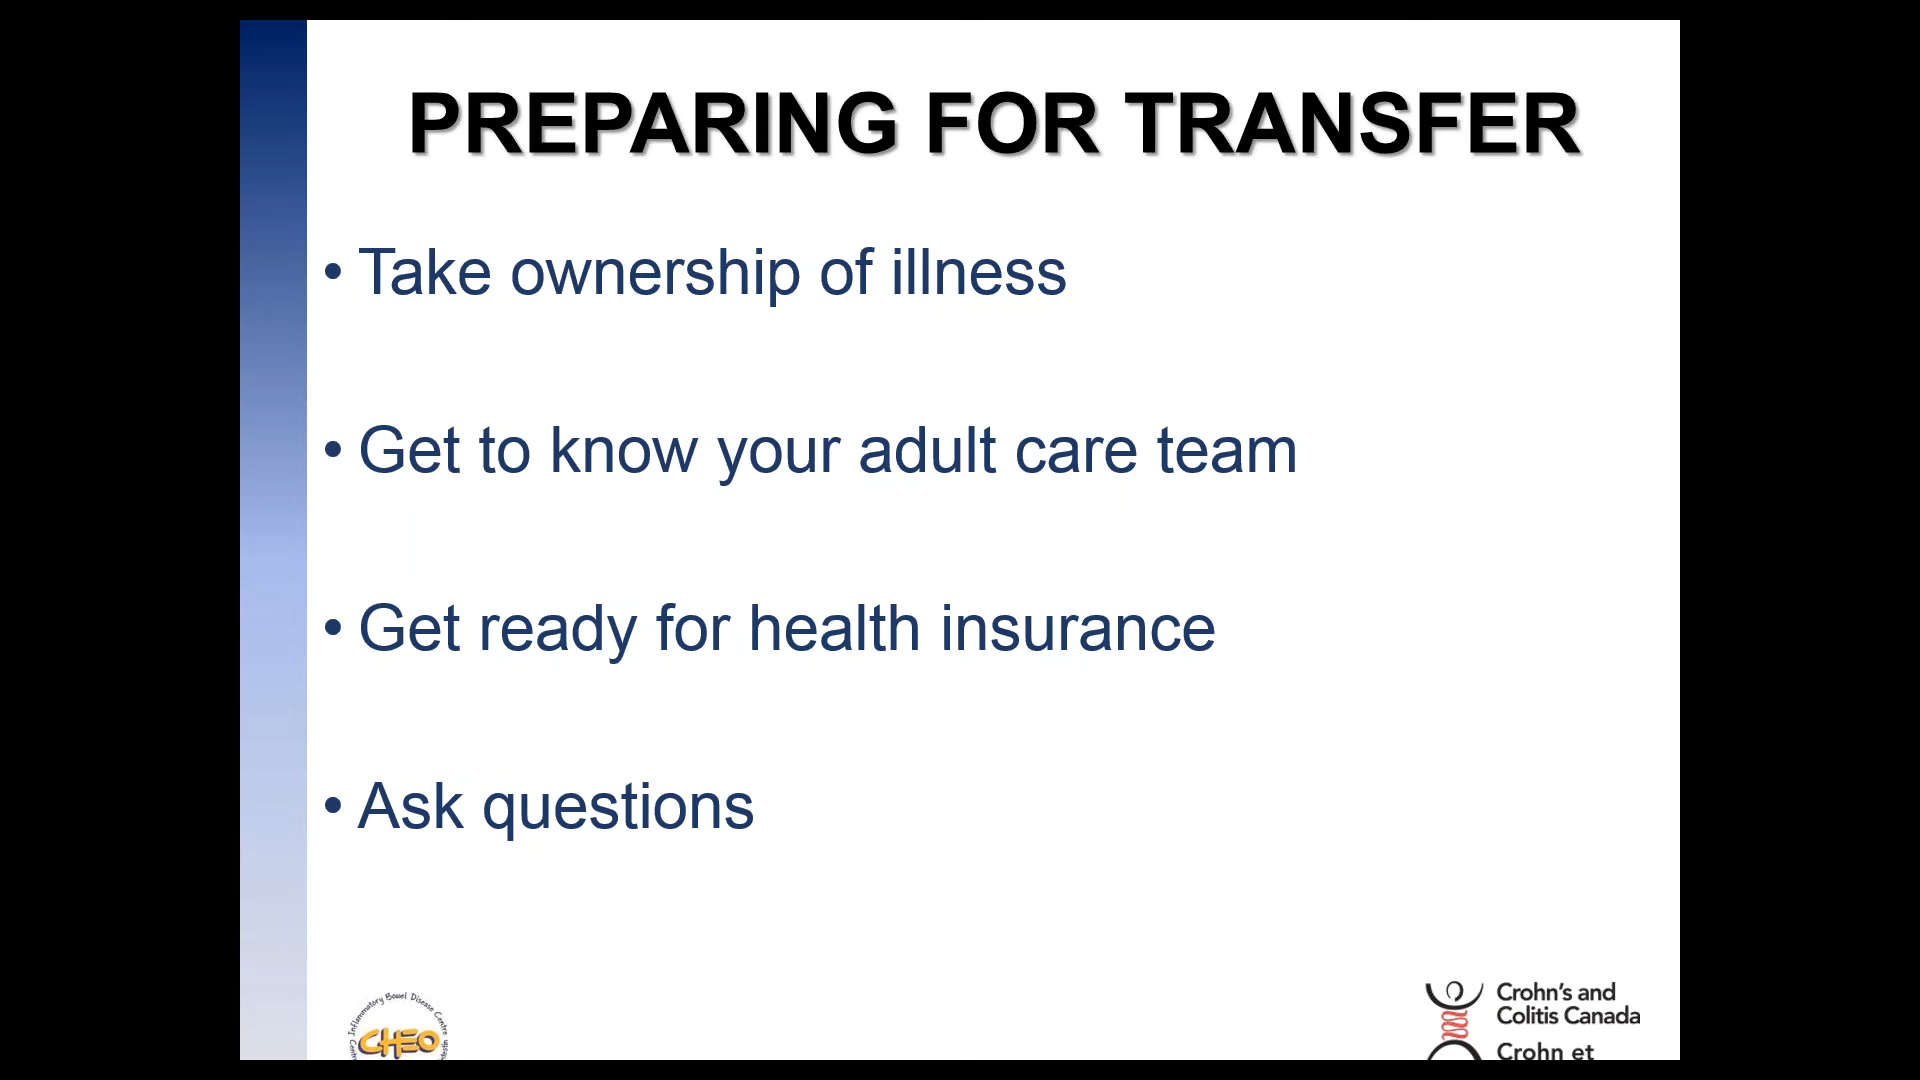 PREPARING FOR TRANSFER
• Take ownership of illness
• Get to know your adult care team
• Get ready for health insurance
• Ask questions
Inflammatory Bowel Disease Centre
CHEO
Crohn's and
Colitis Canada
Crohn et